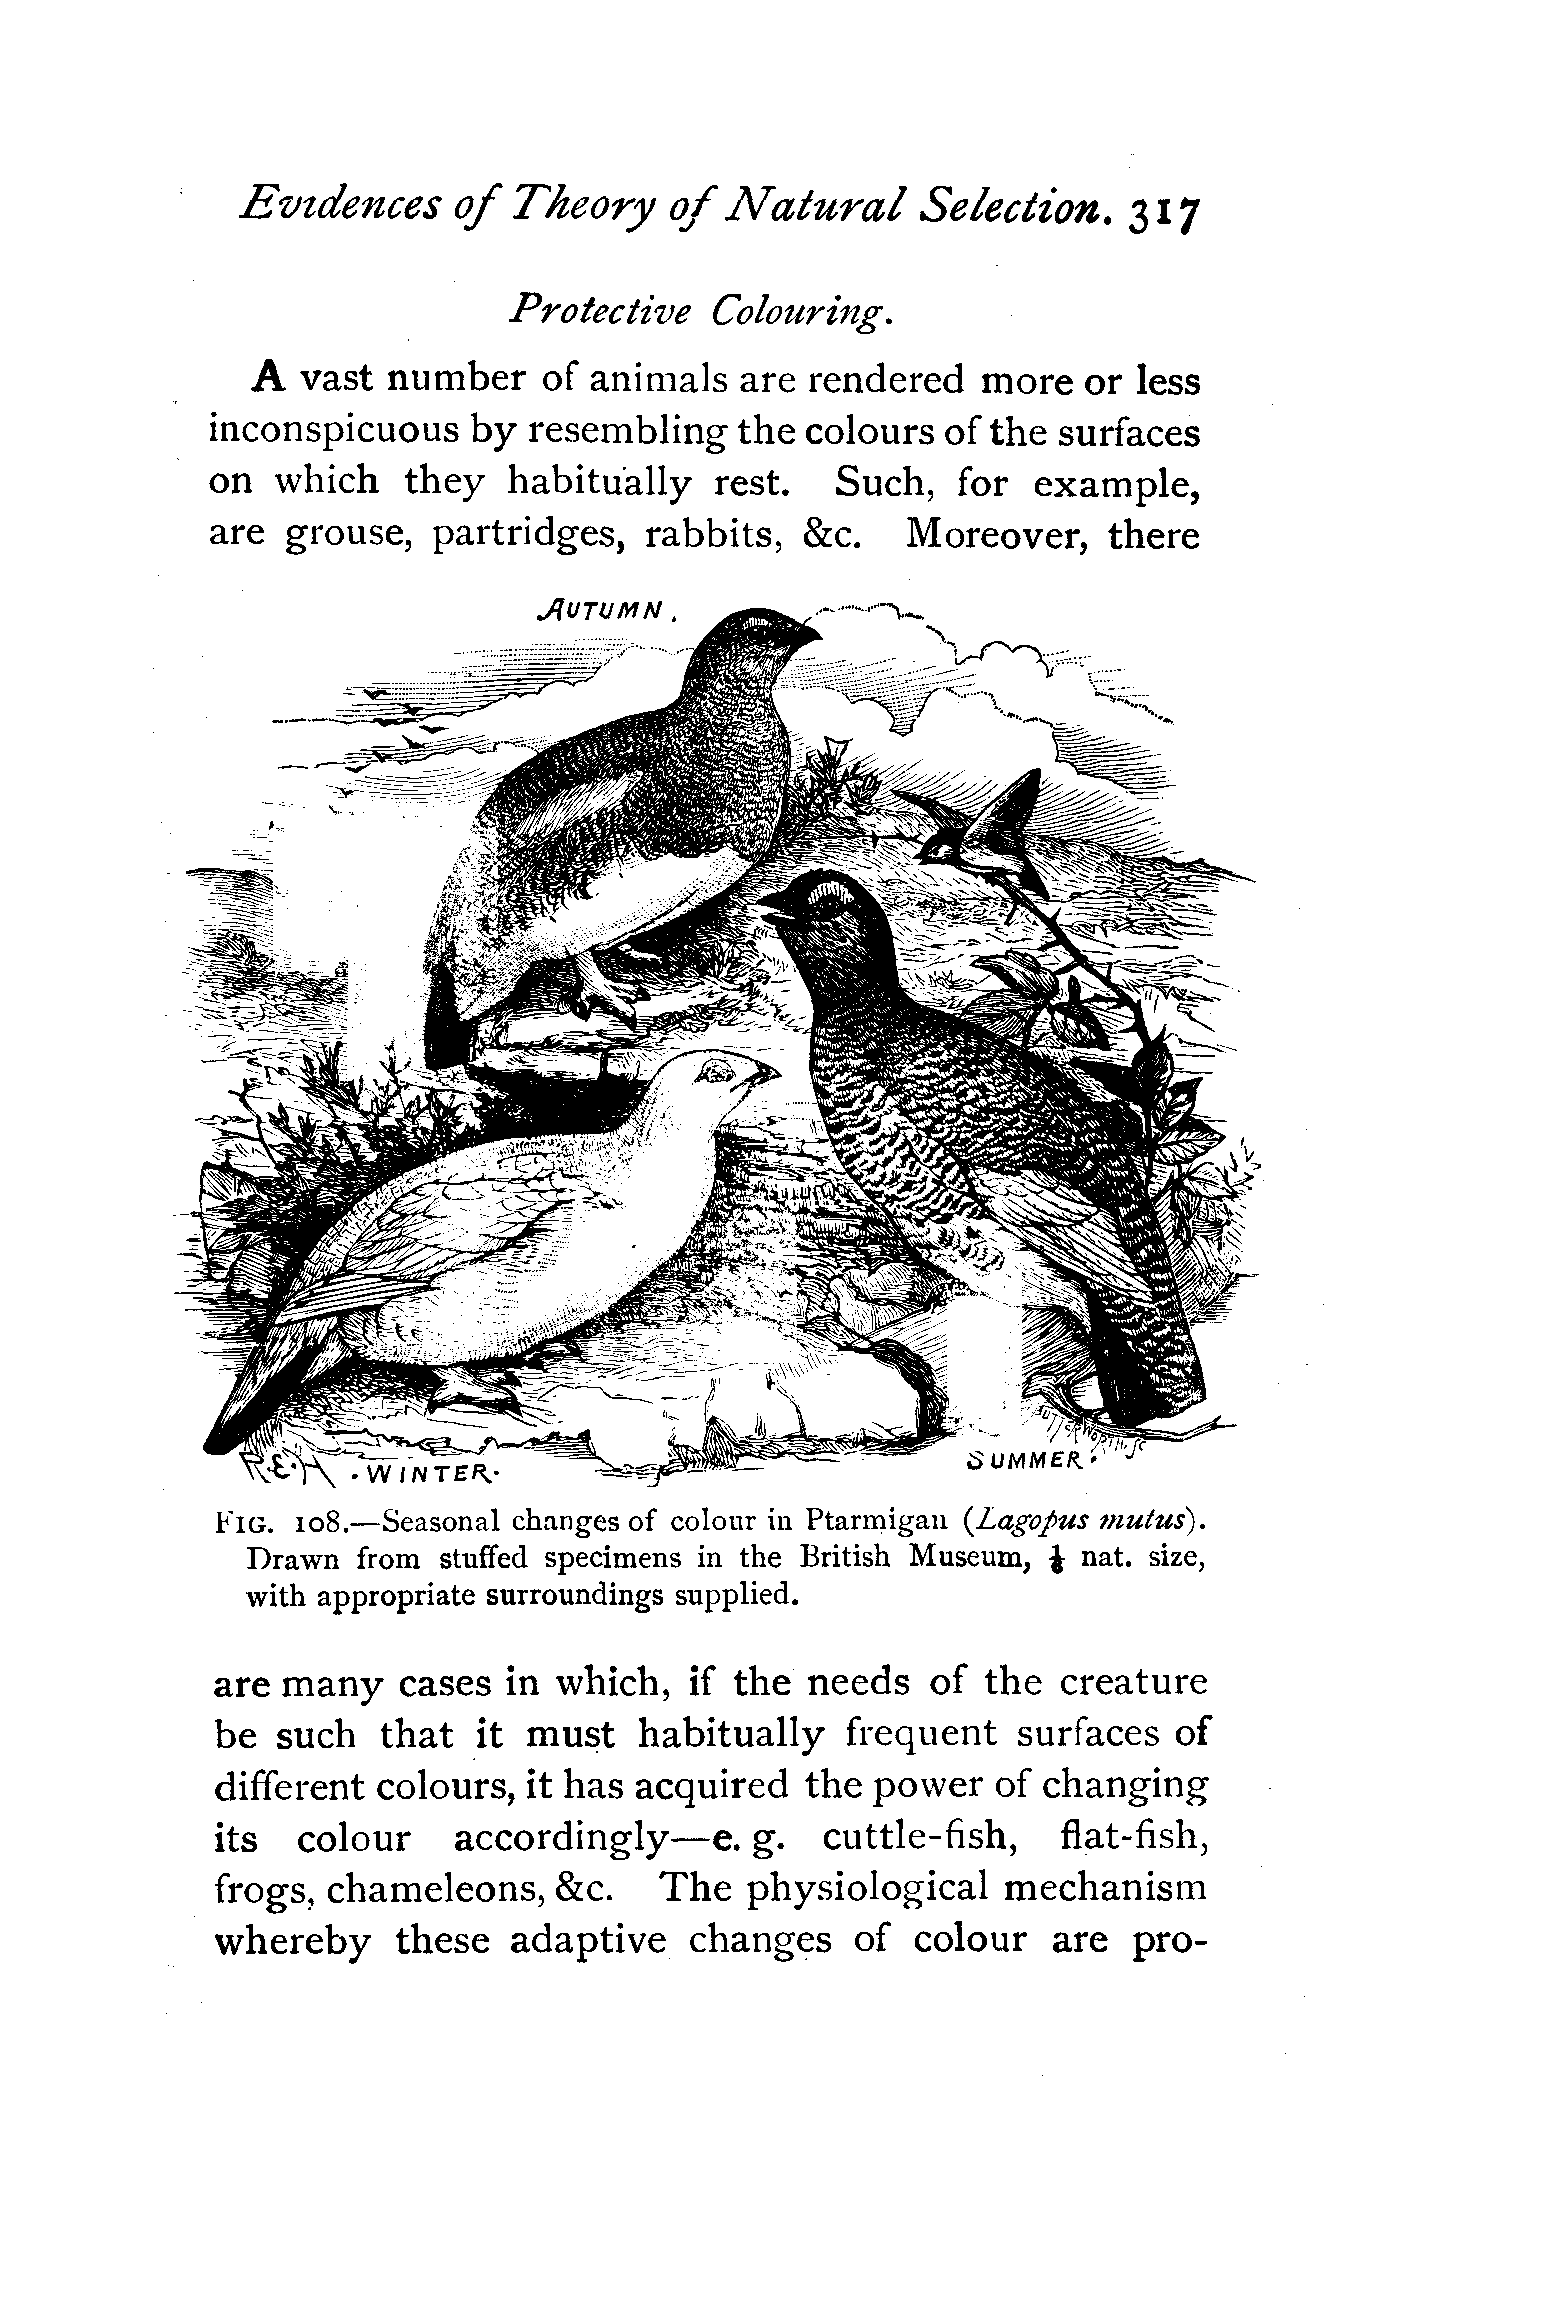 Evidences of Theory of Natural Selection. 317
Protective Colouring.
A vast number of animals are rendered more or less
inconspicuous by resembling the colours of the surfaces
on which they habitually rest. Such, for example,
are grouse, partridges, rabbits, &c. Moreover, there
AUTUMN.
R.E.H. WINTER.
SUMMER.
FIG. 108.—Seasonal changes of colour in Ptarmigan (Lagopus mutus).
Drawn from stuffed specimens in the British Museum, nat. size,
with appropriate surroundings supplied.
are many cases in which, if the needs of the creature
be such that it must habitually frequent surfaces of
different colours, it has acquired the power of changing
its colour accordingly—e. g. cuttle-fish, flat-fish,
frogs, chameleons, &c. The physiological mechanism
whereby these adaptive changes of colour are pro-